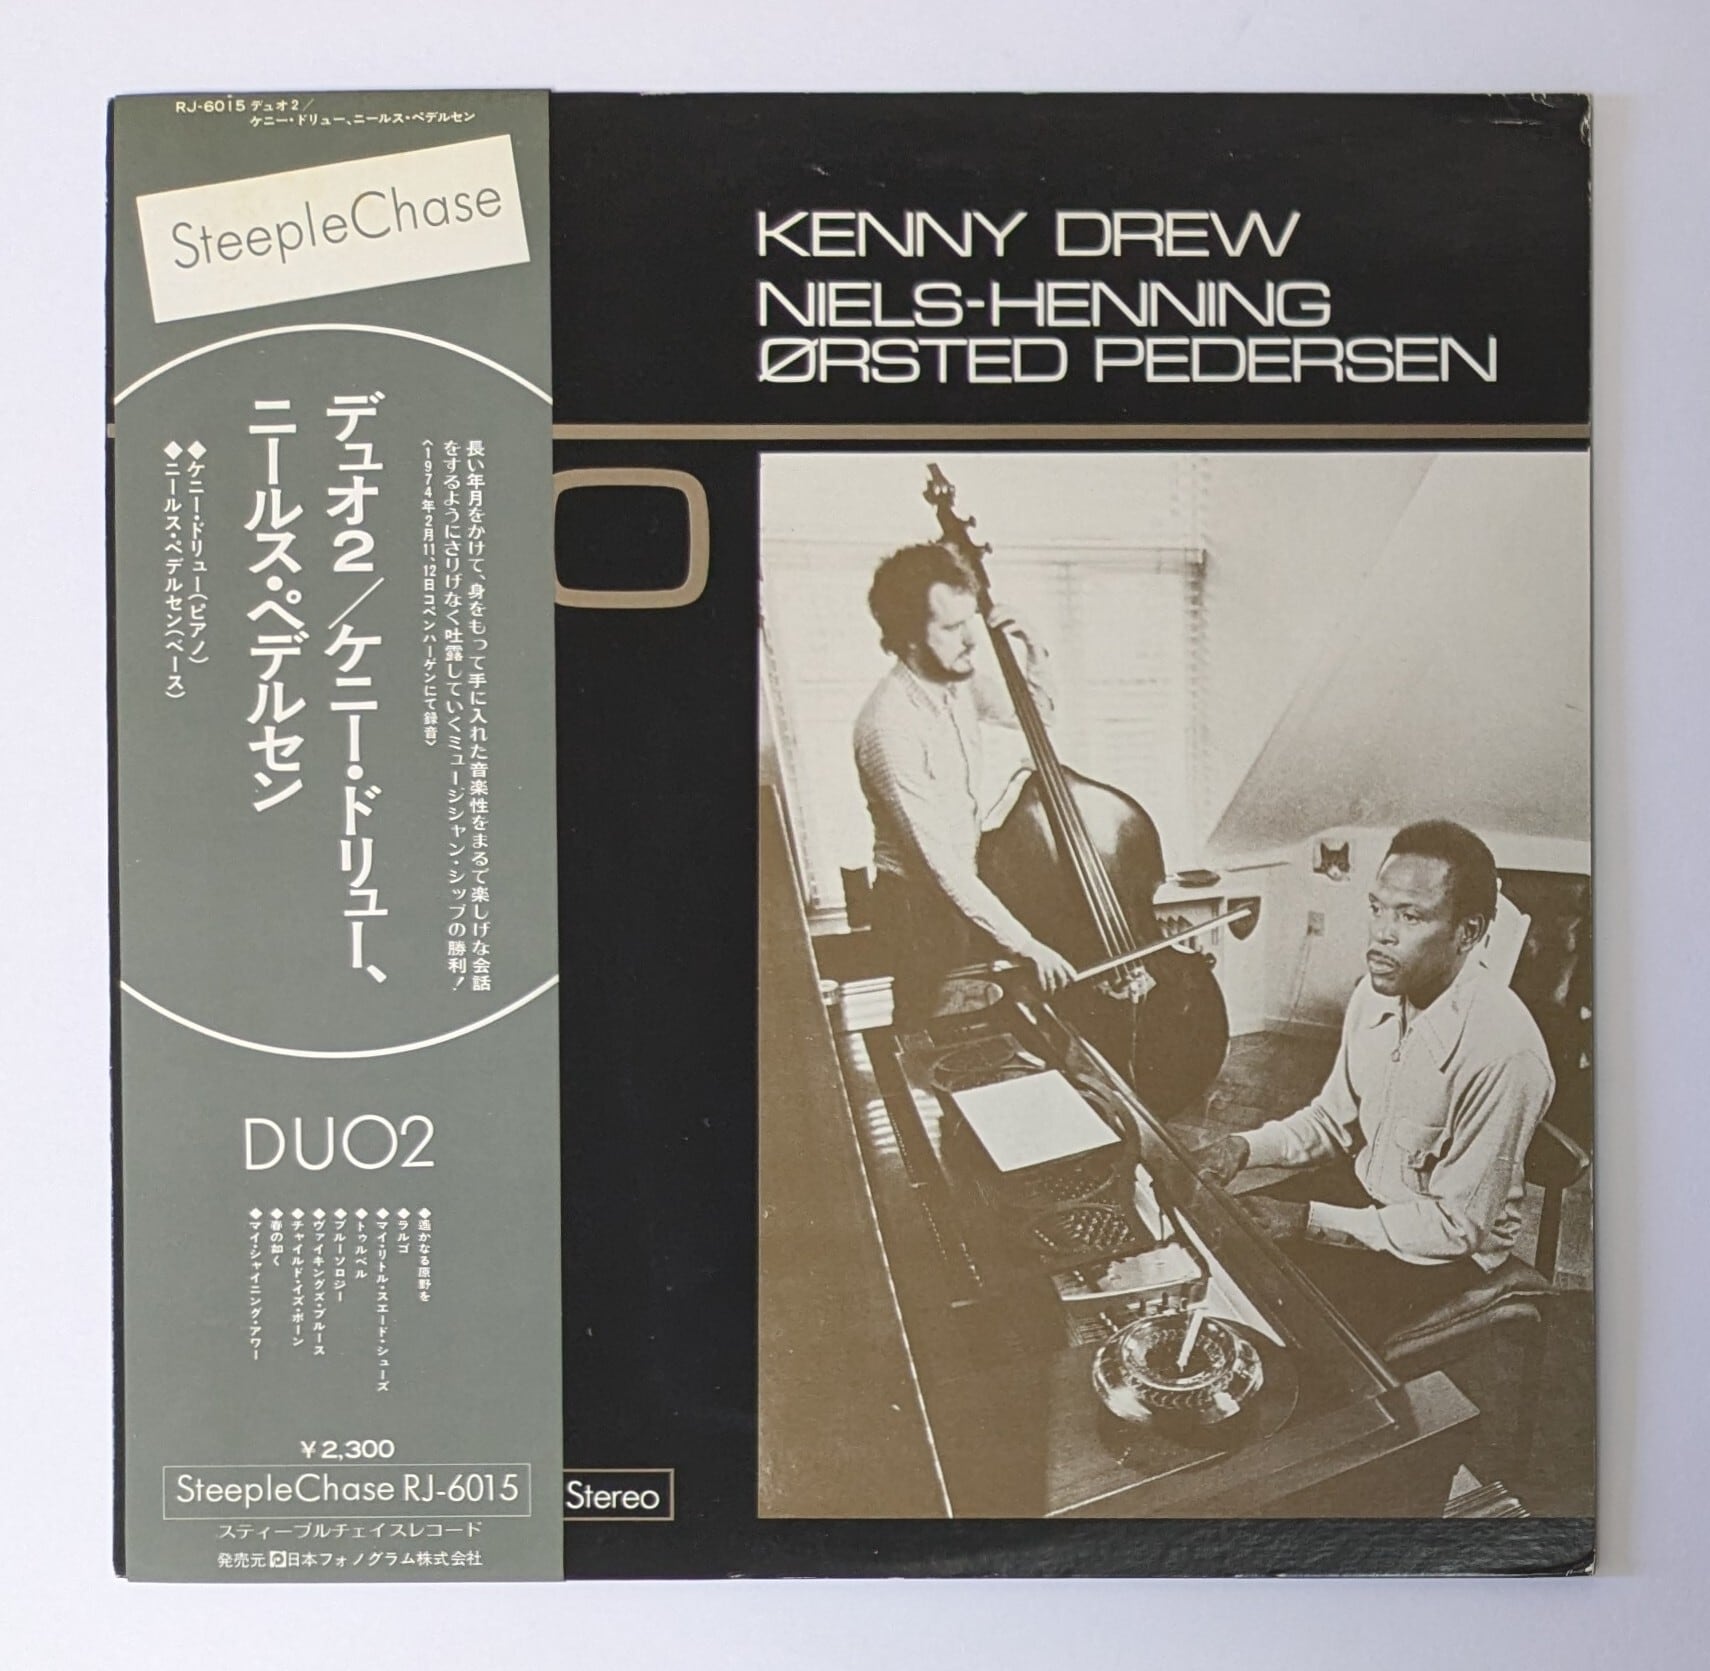 RJ-6015 デュオ2／
ケニー・ドリュー、ニールス・ペデルセン
SteepleChase
長い年月をかけて、身をもって手に入れた音楽性をまるで楽しげな会話
をするようにさりげなく吐露していくミュージシャン・シップの勝利！
〈1974年2月11、12日コペンハーゲンにて録音〉
デュオ2／ケニー・ドリュー、
ニールス・ペデルセン
◆ケニー・ドリュー（ピアノ）
◆ニールス・ペデルセン（ベース）
DUO2
◆遙かなる原野を
◆ラルゴ
◆マイ・リトル・スエード・シューズ
◆トゥルベル
◆ブルーソロジー
◆ヴァイキングズ・ブルース
◆チャイルド・イズ・ボーン
◆春の如く
◆マイ・シャイニング・アワー
￥2,300
SteepleChase RJ-6015
スティープルチェイスレコード
発売元 日本フォノグラム株式会社
KENNY DREW
NIELS-HENNING
ØRSTED PEDERSEN
O
Stereo